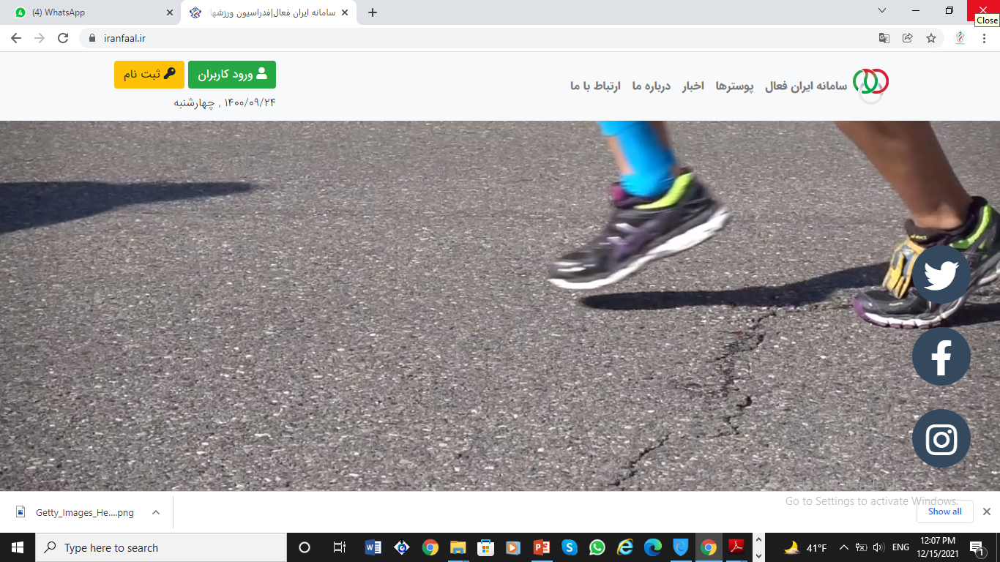 (4) WhatsApp
سامانه ایران فعال|فدراسیون ورزشهای
Close
iranfaal.ir
سامانه ایران فعال پوسترها اخبار درباره ما ارتباط با ما
ورود کاربران ثبت نام
۱۴۰۰/۰۹/۲۴ , چهارشنبه
Go to Settings to activate Windows.
Getty_Images_He....png
Show all
Type here to search
41°F
ENG
12:07 PM
12/15/2021
1